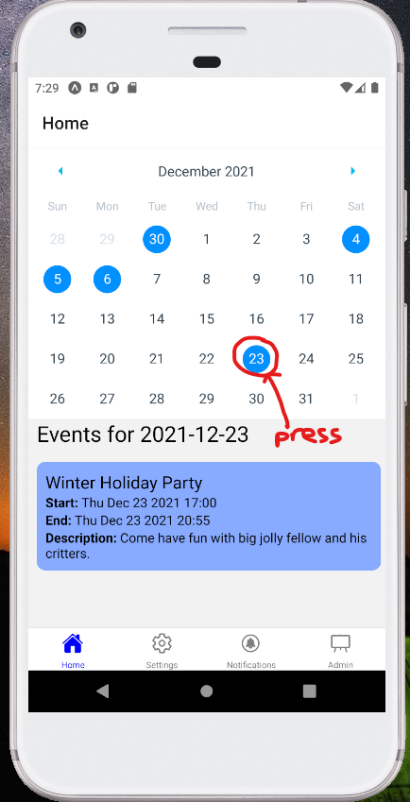 7:29
Home
December 2021
Sun Mon Tue Wed Thu Fri Sat
28 29 30 1 2 3 4
5 6 7 8 9 10 11
12 13 14 15 16 17 18
19 20 21 22 23 24 25
26 27 28 29 30 31 1
Events for 2021-12-23
press
Winter Holiday Party
Start: Thu Dec 23 2021 17:00
End: Thu Dec 23 2021 20:55
Description: Come have fun with big jolly fellow and his
critters.
Home Settings Notifications Admin